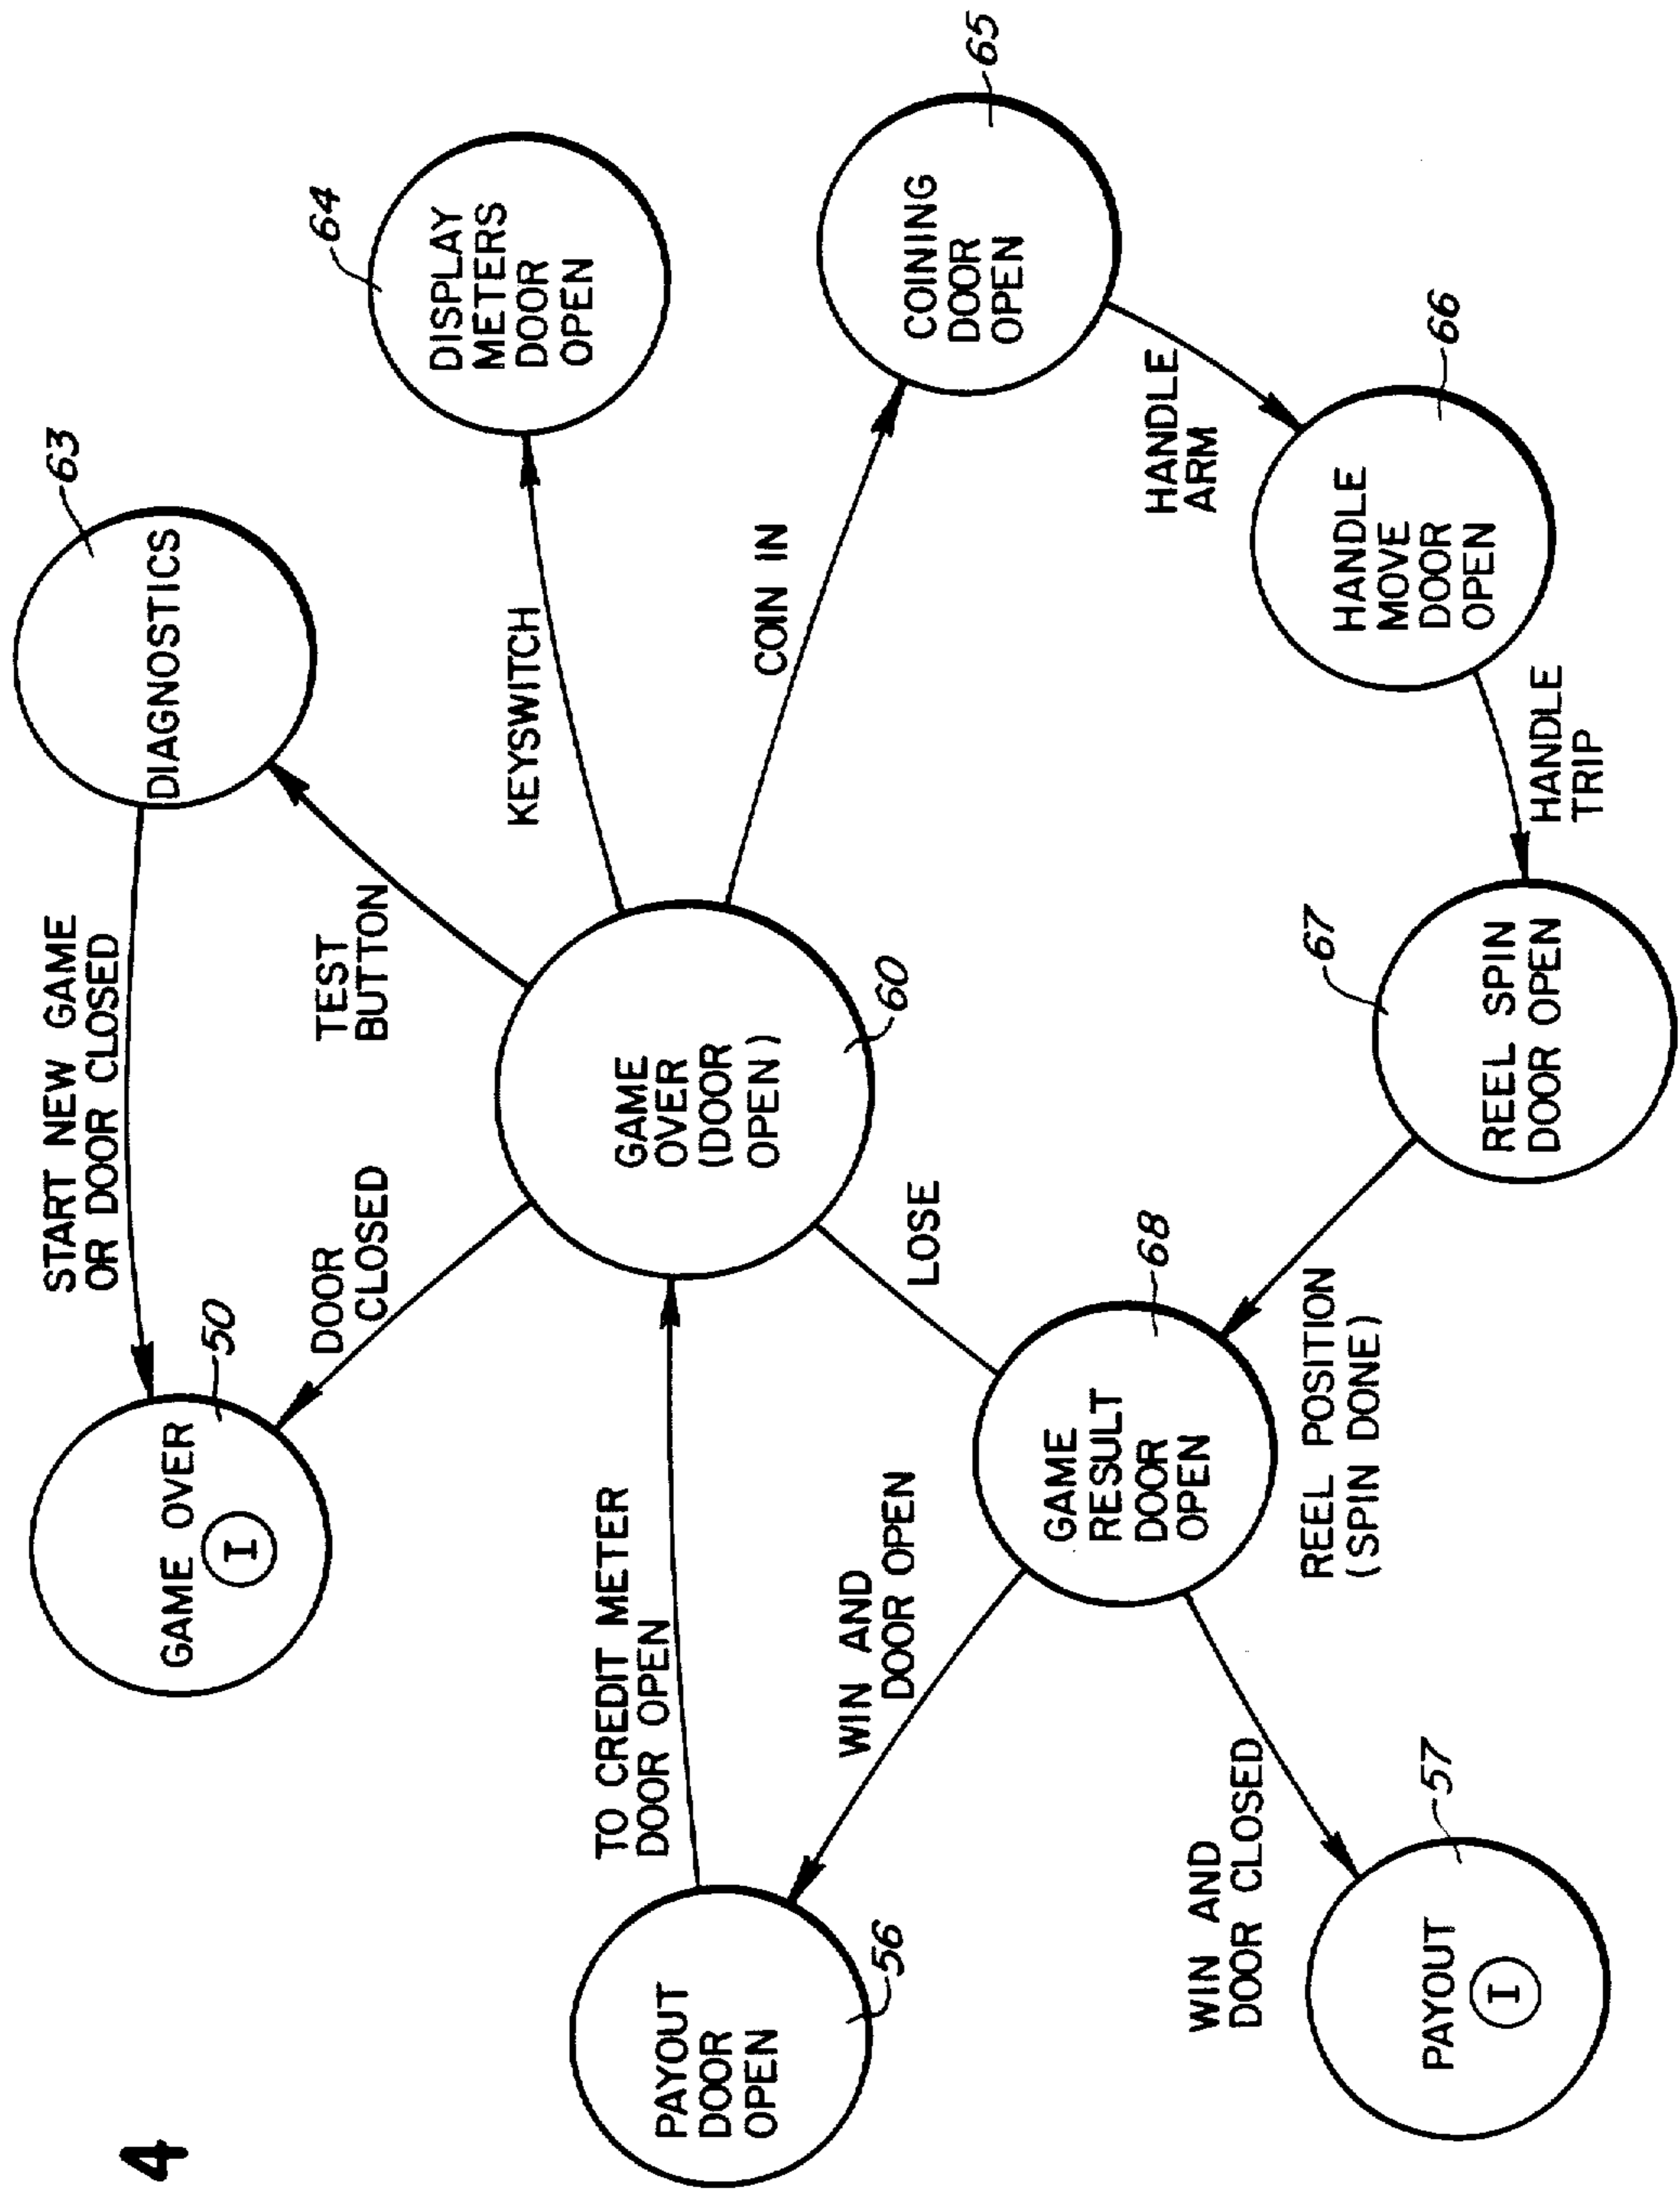 4
START NEW GAME
OR DOOR CLOSED
63
DIAGNOSTICS
GAME OVER
I
50
DOOR
CLOSED
TEST
BUTTON
64
DISPLAY
METERS
DOOR
OPEN
KEYSWITCH
TO CREDIT METER
DOOR OPEN
GAME
OVER
(DOOR
OPEN)
60
COIN IN
65
COINING
DOOR
OPEN
PAYOUT
DOOR
OPEN
56
WIN AND
DOOR OPEN
LOSE
68
GAME
RESULT
DOOR
OPEN
HANDLE
ARM
66
HANDLE
MOVE
DOOR
OPEN
WIN AND
DOOR CLOSED
57
PAYOUT
I
REEL POSITION
(SPIN DONE)
67
REEL SPIN
DOOR OPEN
HANDLE
TRIP